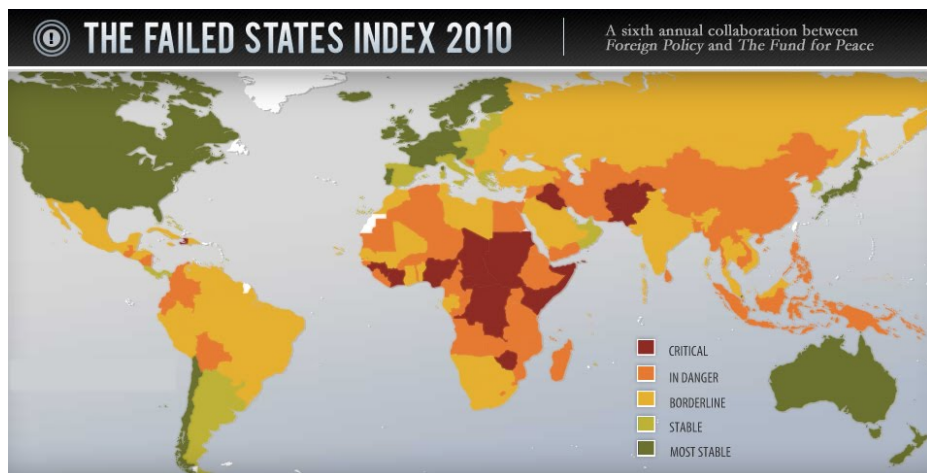 THE FAILED STATES INDEX 2010
A sixth annual collaboration between
Foreign Policy and The Fund for Peace
CRITICAL
IN DANGER
BORDERLINE
STABLE
MOST STABLE